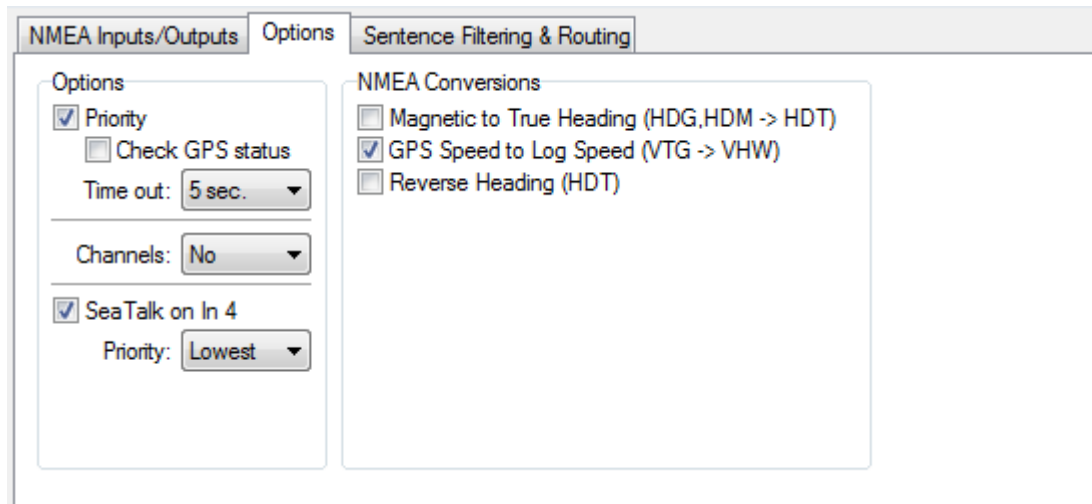 NMEA Inputs/Outputs Options Sentence Filtering & Routing
Options
Priority
Check GPS status
Time out: 5 sec.
Channels: No
SeaTalk on In 4
Priority: Lowest
NMEA Conversions
Magnetic to True Heading (HDG,HDM -> HDT)
GPS Speed to Log Speed (VTG -> VHW)
Reverse Heading (HDT)